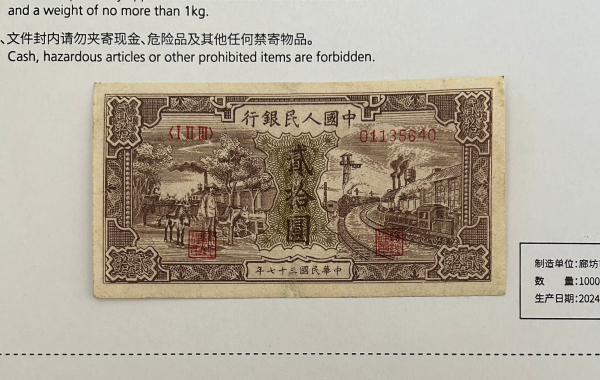 and a weight of no more than 1kg.
、文件封内请勿夹寄现金、危险品及其他任何禁寄物品。
Cash, hazardous articles or other prohibited items are forbidden.
行銀民人國中
〈I II III〉
01135640
貳拾圓
年七十三國民華中
制造单位:廊坊
数 量:1000
生产日期:2024